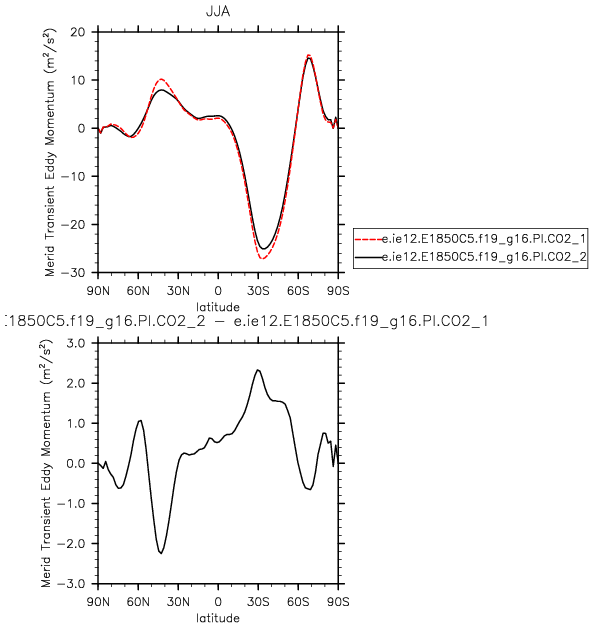 JJA
Merid Transient Eddy Momentum (m²/s²)
20
10
0
-10
-20
-30
90N 60N 30N 0 30S 60S 90S
latitude
e.ie12.E1850C5.f19_g16.PI.CO2_1
e.ie12.E1850C5.f19_g16.PI.CO2_2
:1850C5.f19_g16.PI.CO2_2 - e.ie12.E1850C5.f19_g16.PI.CO2_1
Merid Transient Eddy Momentum (m²/s²)
3.0
2.0
1.0
0.0
-1.0
-2.0
-3.0
90N 60N 30N 0 30S 60S 90S
latitude